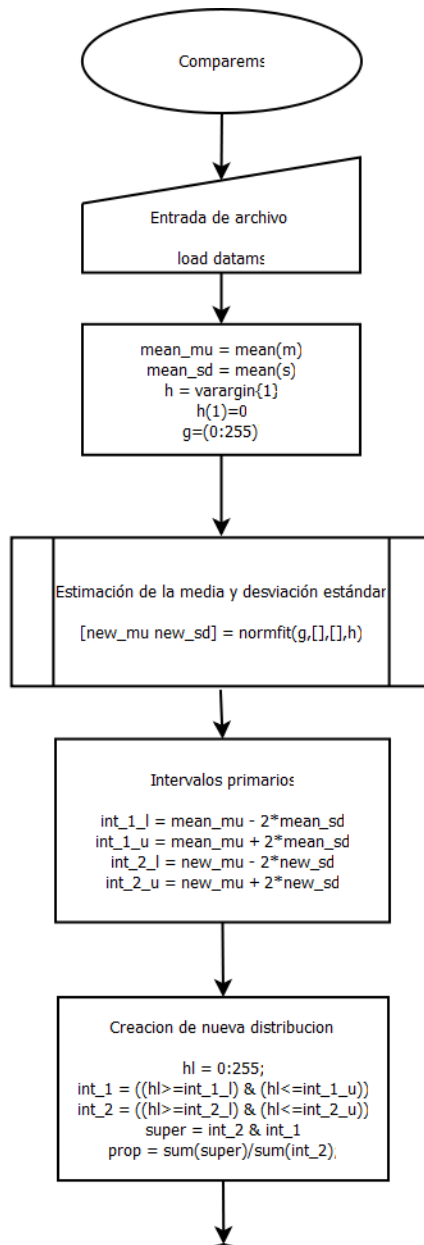 Comparems
Entrada de archivo
load datams
mean_mu = mean(m)
mean_sd = mean(s)
h = varargin{1}
h(1)=0
g=(0:255)
Estimación de la media y desviación estándar
[new_mu new_sd] = normfit(g,[],[],h)
Intervalos primarios
int_1_l = mean_mu - 2*mean_sd
int_1_u = mean_mu + 2*mean_sd
int_2_l = new_mu - 2*new_sd
int_2_u = new_mu + 2*new_sd
Creacion de nueva distribucion
hl = 0:255;
int_1 = ((hl>=int_1_l) & (hl<=int_1_u))
int_2 = ((hl>=int_2_l) & (hl<=int_2_u))
super = int_2 & int_1
prop = sum(super)/sum(int_2),